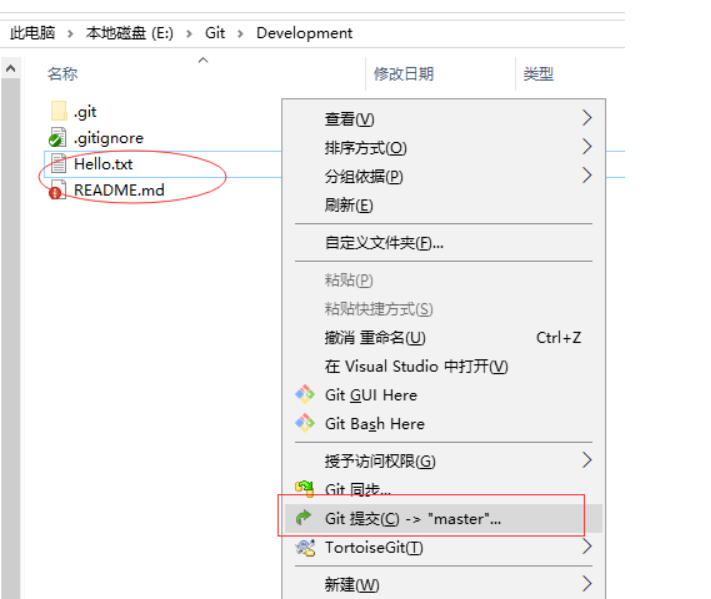 此电脑 › 本地磁盘 (E:) › Git › Development
名称 修改日期 类型
.git
.gitignore
Hello.txt
README.md
查看(V)
排序方式(O)
分组依据(P)
刷新(E)
自定义文件夹(F)...
粘贴(P)
粘贴快捷方式(S)
撤消 重命名(U) Ctrl+Z
在 Visual Studio 中打开(V)
Git GUI Here
Git Bash Here
授予访问权限(G)
Git 同步...
Git 提交(C) -> "master"...
TortoiseGit(T)
新建(W)